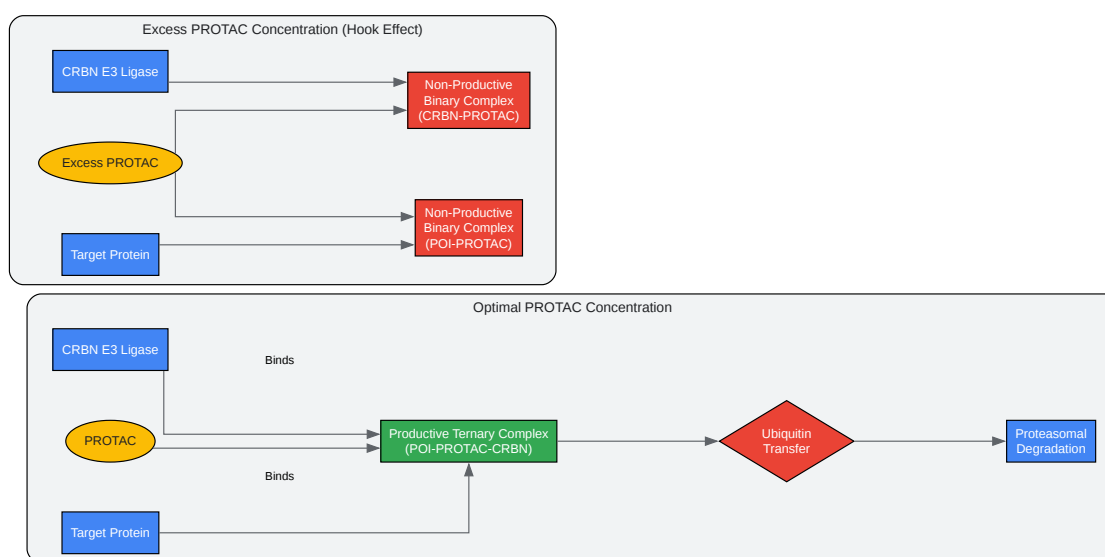 Excess PROTAC Concentration (Hook Effect)
CRBN E3 Ligase
Non-Productive
Binary Complex
(CRBN-PROTAC)
Excess PROTAC
Non-Productive
Binary Complex
(POI-PROTAC)
Target Protein
Optimal PROTAC Concentration
CRBN E3 Ligase
Binds
PROTAC
Productive Ternary Complex
(POI-PROTAC-CRBN)
Ubiquitin
Transfer
Proteasomal
Degradation
Binds
Target Protein